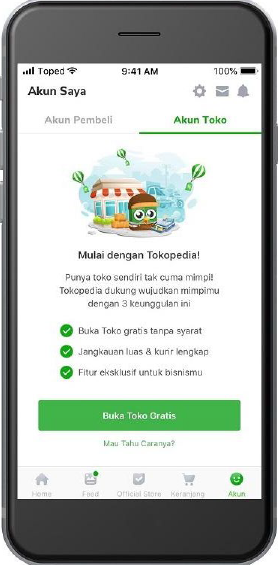 Toped 9:41 AM 100%
Akun Saya
Akun Pembeli Akun Toko
Mulai dengan Tokopedia!
Punya toko sendiri tak cuma mimpi!
Tokopedia dukung wujudkan mimpimu
dengan 3 keunggulan ini
Buka Toko gratis tanpa syarat
Jangkauan luas & kurir lengkap
Fitur eksklusif untuk bisnismu
Buka Toko Gratis
Mau Tahu Caranya?
Home Feed Official Store Keranjang Akun